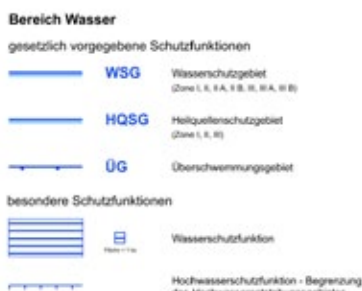 Bereich Wasser
gesetzlich vorgegebene Schutzfunktionen
WSG Wasserschutzgebiet
(Zone I, II, II A, II B, III, III A, III B)
HQSG Heilquellenschutzgebiet
(Zone I, II, III)
ÜG Überschwemmungsgebiet
besondere Schutzfunktionen
Wasserschutzfunktion
Hochwasserschutzfunktion - Begrenzung